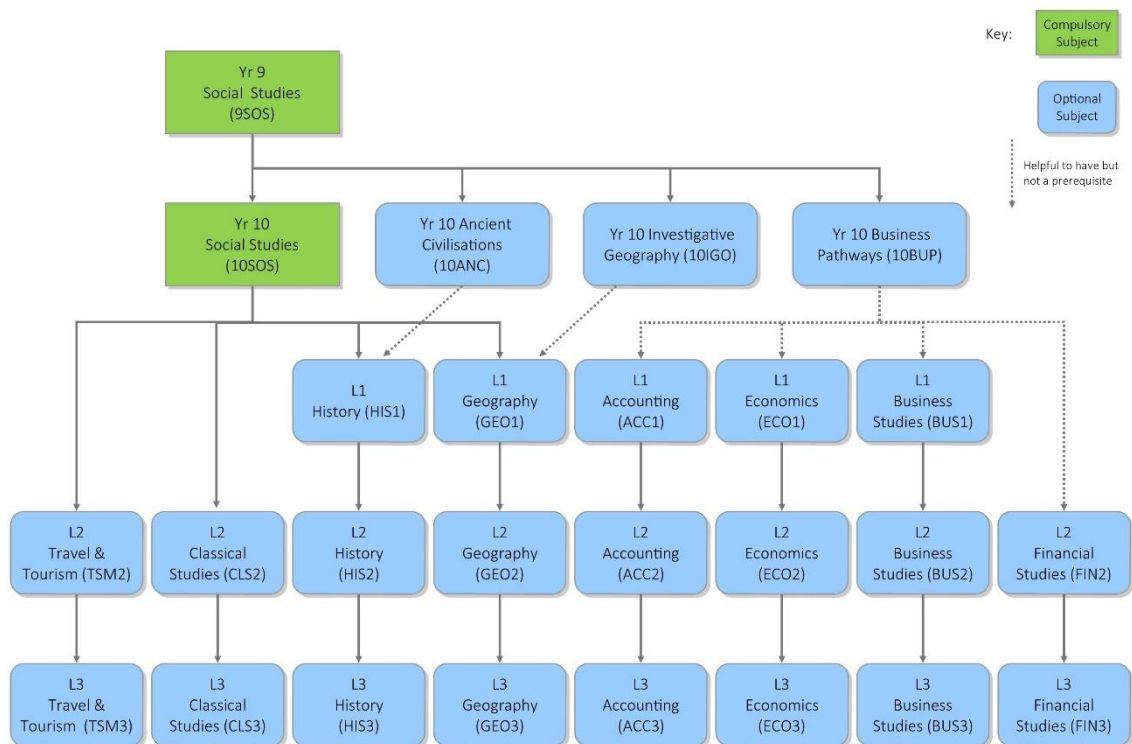 Key:
Compulsory
Subject
Yr 9
Social Studies
(9SOS)
Optional
Subject
Helpful to have but
not a prerequisite
Yr 10
Social Studies
(10SOS)
Yr 10 Ancient
Civilisations
(10ANC)
Yr 10 Investigative
Geography (10IGO)
Yr 10 Business
Pathways (10BUP)
L1
History (HIS1)
L1
Geography
(GEO1)
L1
Accounting
(ACC1)
L1
Economics
(ECO1)
L1
Business
Studies (BUS1)
L2
Travel &
Tourism (TSM2)
L2
Classical
Studies (CLS2)
L2
History
(HIS2)
L2
Geography
(GEO2)
L2
Accounting
(ACC2)
L2
Economics
(ECO2)
L2
Business
Studies (BUS2)
L2
Financial
Studies (FIN2)
L3
Travel &
Tourism (TSM3)
L3
Classical
Studies (CLS3)
L3
History
(HIS3)
L3
Geography
(GEO3)
L3
Accounting
(ACC3)
L3
Economics
(ECO3)
L3
Business
Studies (BUS3)
L3
Financial
Studies (FIN3)